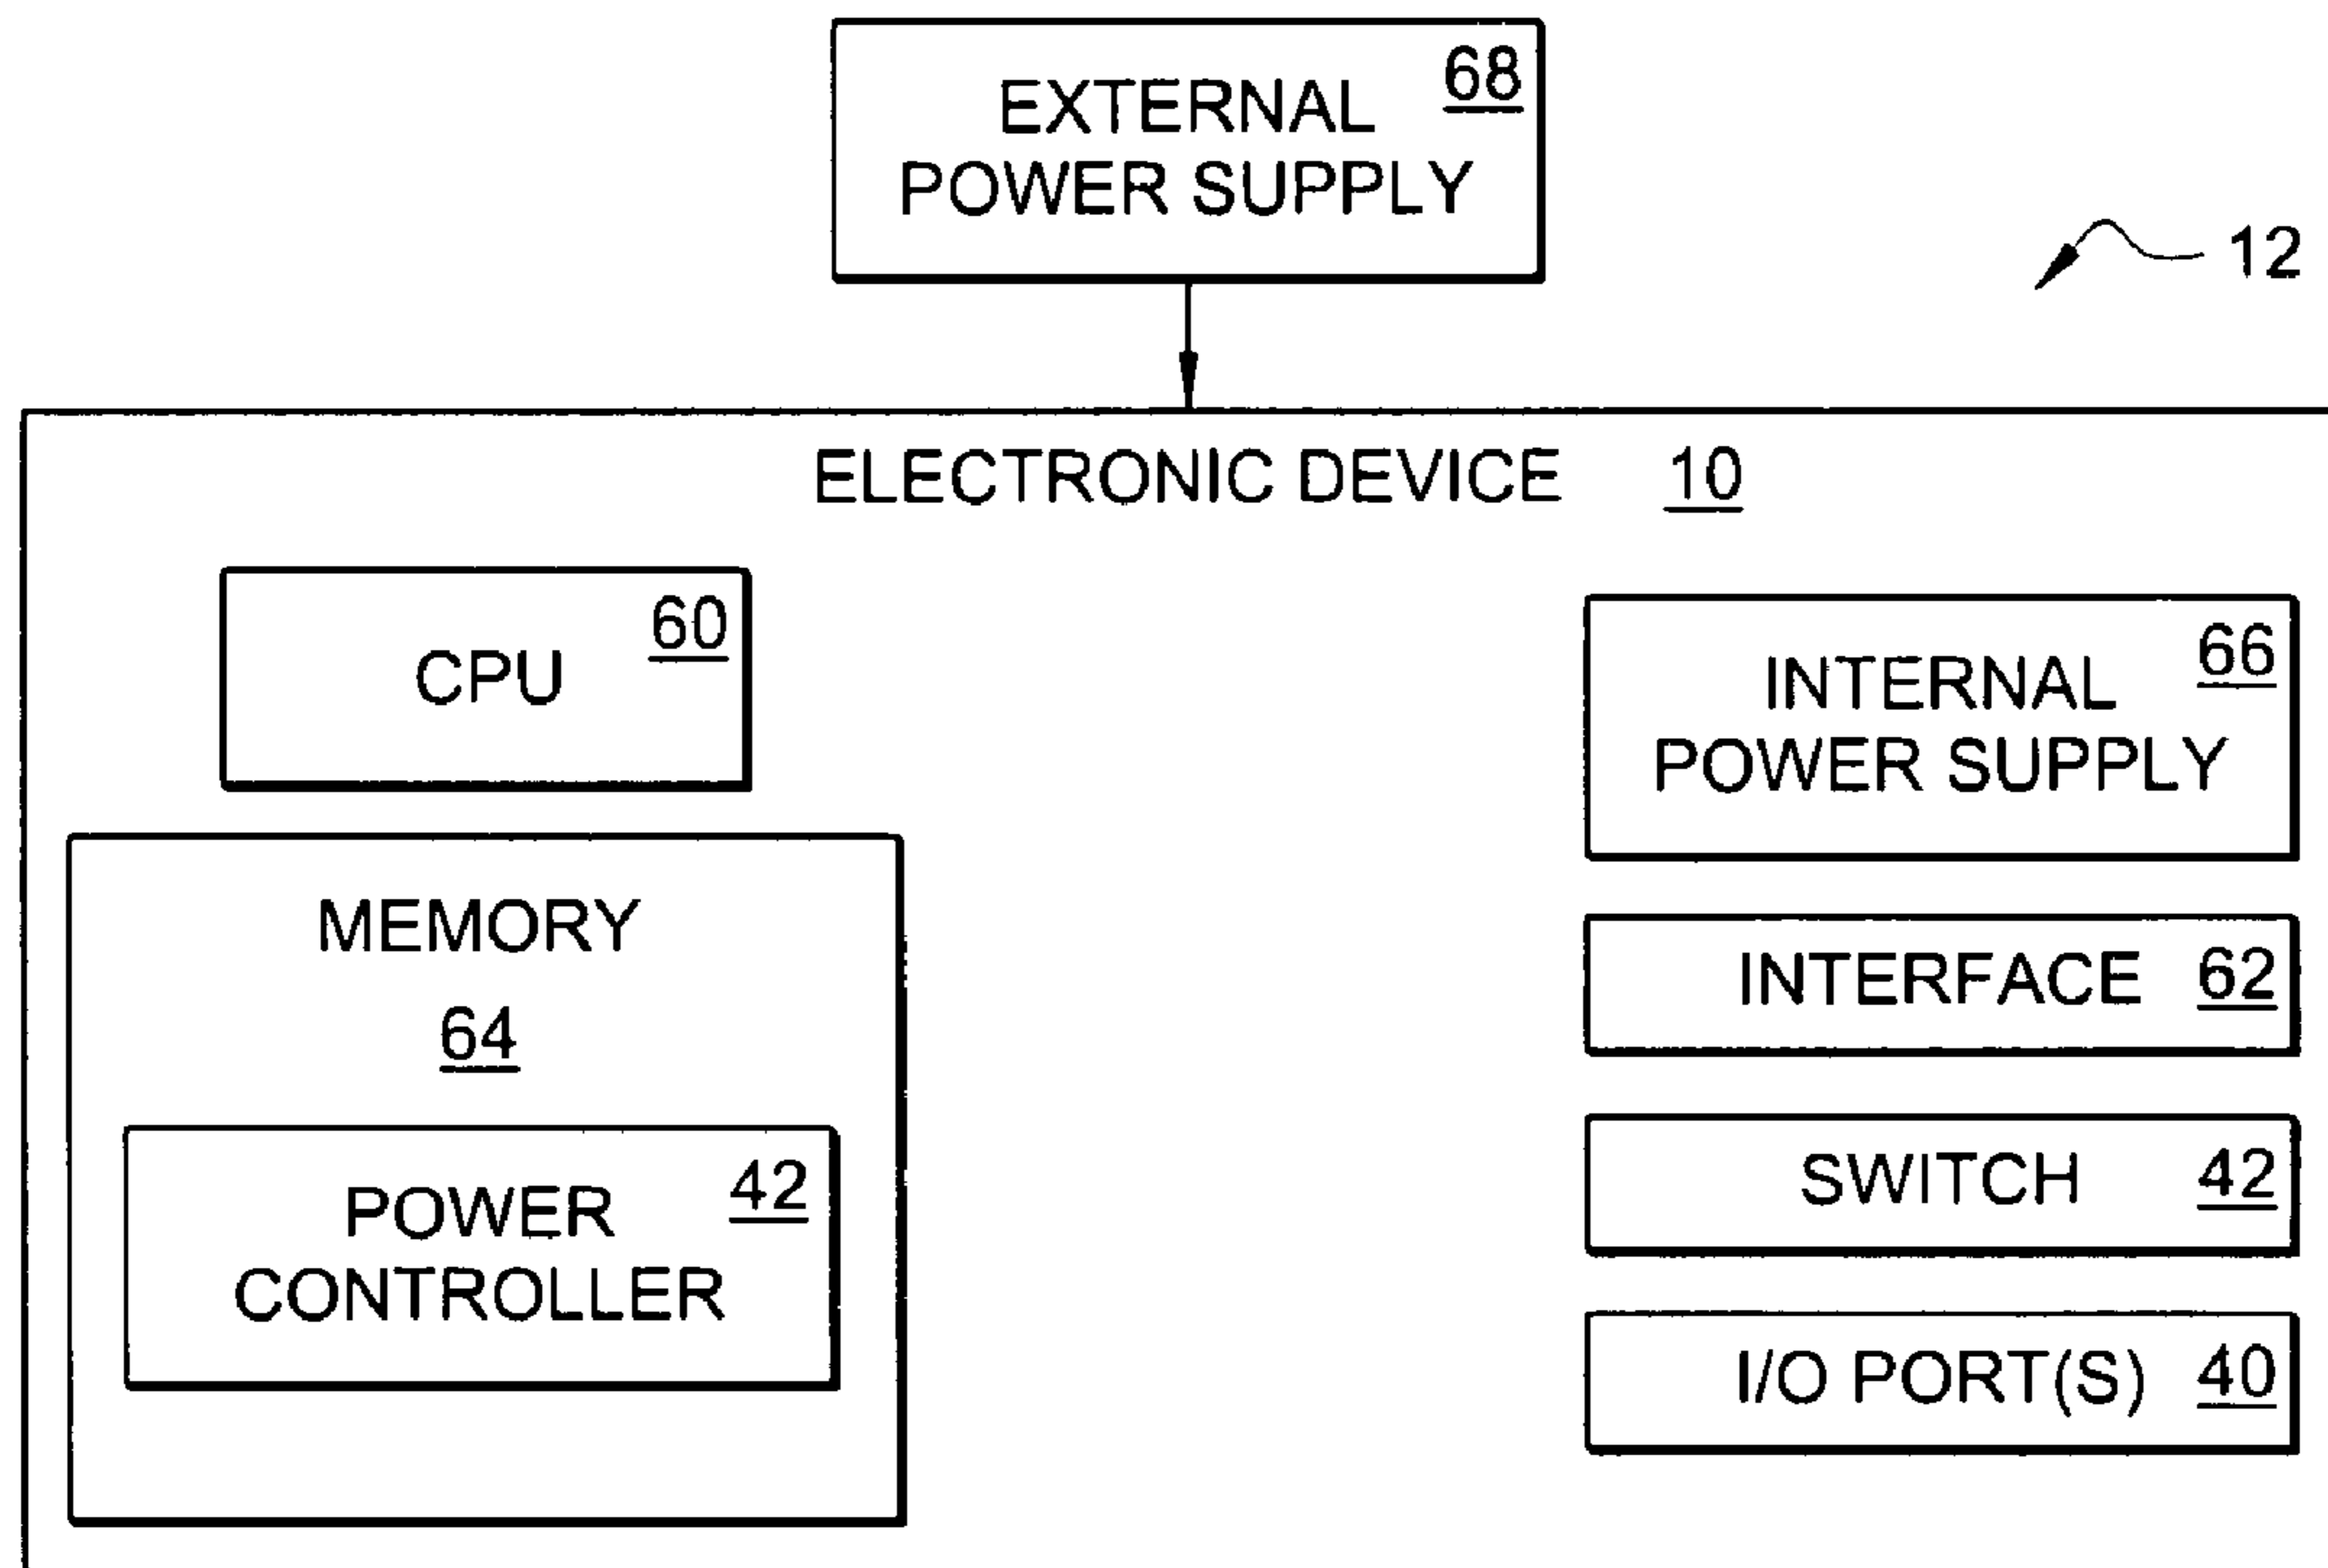 EXTERNAL 68
POWER SUPPLY
12
ELECTRONIC DEVICE 10
CPU 60
INTERNAL 66
POWER SUPPLY
MEMORY
64
INTERFACE 62
POWER 42
CONTROLLER
SWITCH 42
I/O PORT(S) 40